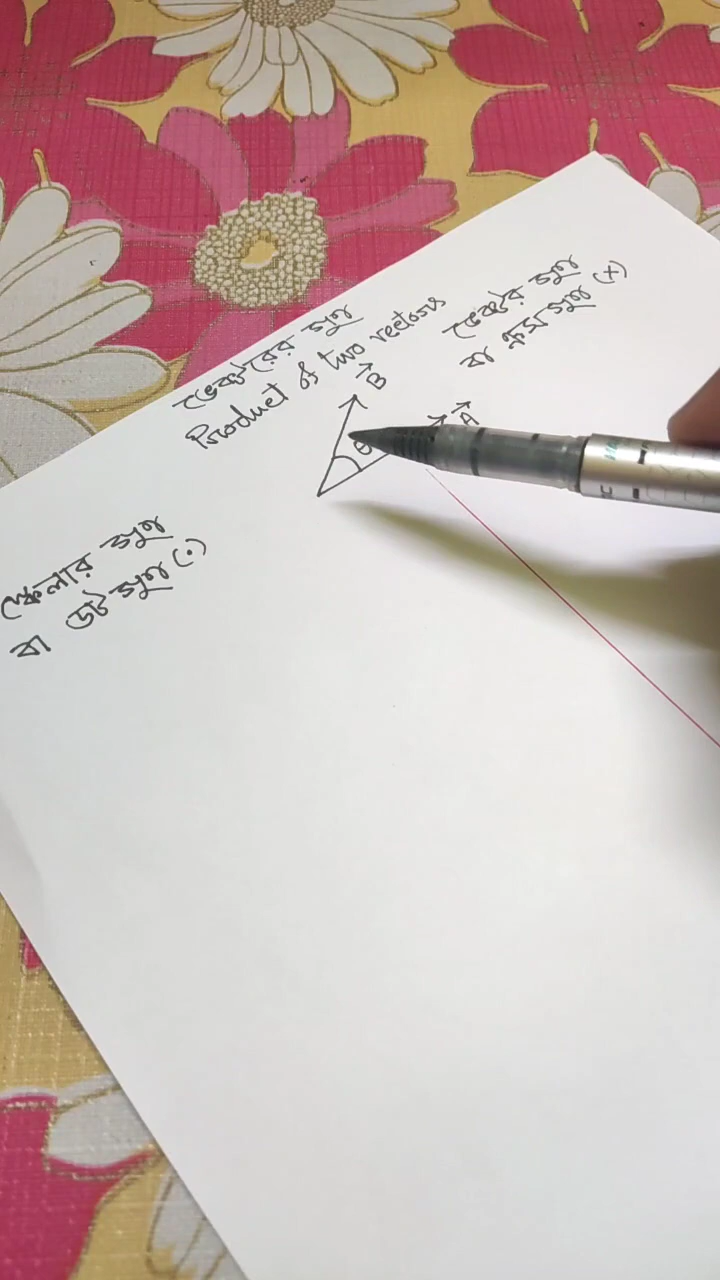 ভেক্টরের গুণ
Product of two vectors
B
A
θ
স্কেলার গুণ
বা ডট গুণ (·)
ভেক্টর গুণ
বা ক্রস গুণ (×)